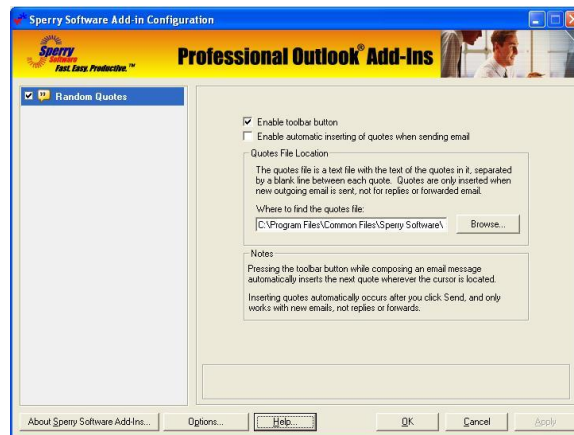 Sperry Software Add-in Configuration
Sperry
Software
Fast. Easy. Productive. ™
Professional Outlook® Add-Ins
Random Quotes
Enable toolbar button
Enable automatic inserting of quotes when sending email
Quotes File Location
The quotes file is a text file with the text of the quotes in it, separated
by a blank line between each quote. Quotes are only inserted when
new outgoing email is sent, not for replies or forwarded email.
Where to find the quotes file:
C:\Program Files\Common Files\Sperry Software\
Browse...
Notes
Pressing the toolbar button while composing an email message
automatically inserts the next quote wherever the cursor is located.
Inserting quotes automatically occurs after you click Send, and only
works with new emails, not replies or forwards.
About Sperry Software Add-Ins... Options... Help... OK Cancel Apply